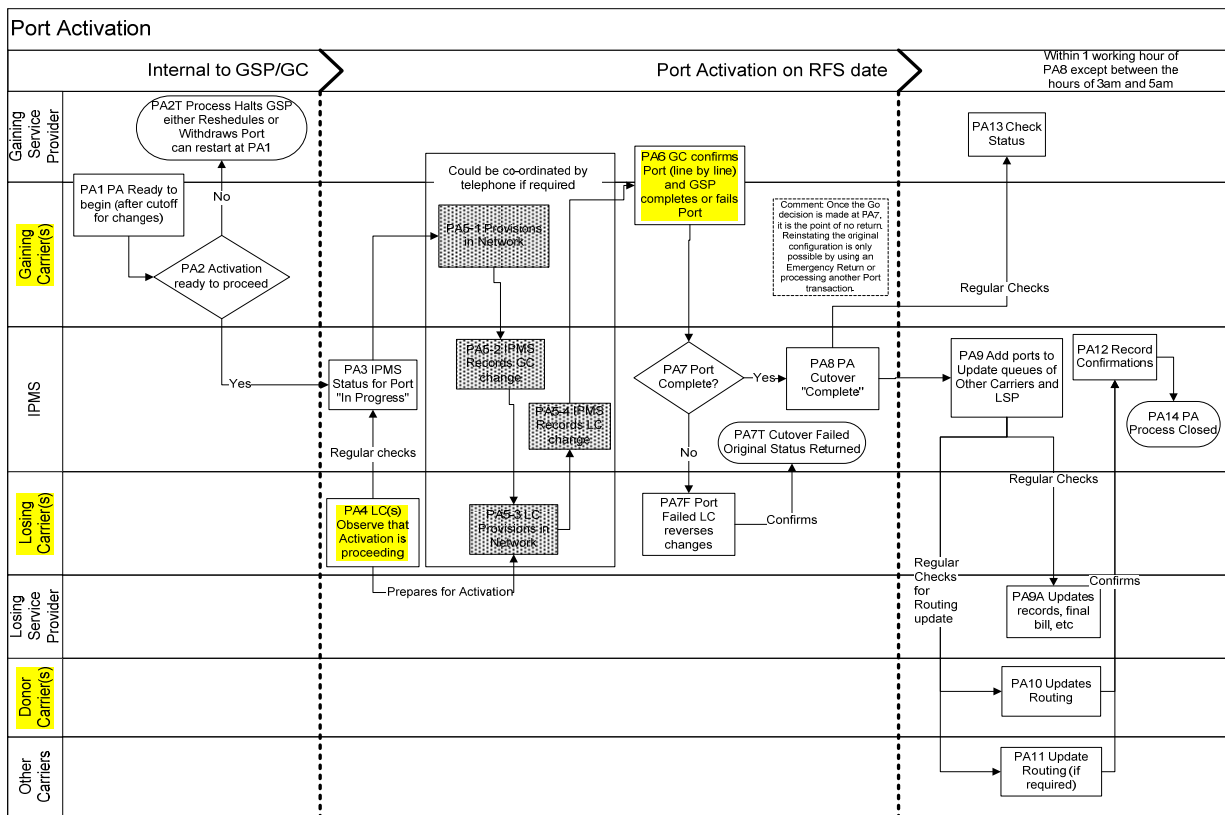 Port Activation
Internal to GSP/GC
Port Activation on RFS date
Within 1 working hour of
PA8 except between the
hours of 3am and 5am
Gaining
Service
Provider
PA2T Process Halts GSP
either Reshedules or
Withdraws Port
can restart at PA1
PA1 PA Ready to
begin (after cutoff
for changes)
No
Could be co-ordinated by
telephone if required
PA6 GC confirms
Port (line by line)
and GSP
completes or fails
Port
PA13 Check
Status
Gaining
Carrier(s)
PA2 Activation
ready to proceed
PA5-1 Provisions
in Network
Comment: Once the Go
decision is made at PA7,
it is the point of no return.
Reinstating the original
configuration is only
possible by using an
Emergency Return or
processing another Port
transaction.
Regular Checks
IPMS
Yes
PA3 IPMS
Status for Port
"In Progress"
PA5-2 IPMS
Records GC
change
PA5-4 IPMS
Records LC
change
PA7 Port
Complete?
Yes
PA8 PA
Cutover
"Complete"
PA9 Add ports to
Update queues of
Other Carriers and
LSP
PA12 Record
Confirmations
PA14 PA
Process Closed
Regular checks
No
PA7T Cutover Failed
Original Status Returned
Regular Checks
Losing
Carrier(s)
PA4 LC(s)
Observe that
Activation is
proceeding
PA5-3 LC
Provisions in
Network
PA7F Port
Failed LC
reverses
changes
Confirms
Losing
Service
Provider
Prepares for Activation
Regular
Checks
for
Routing
update
Confirms
PA9A Updates
records, final
bill, etc
Donor
Carrier(s)
PA10 Updates
Routing
Other
Carriers
PA11 Update
Routing (if
required)